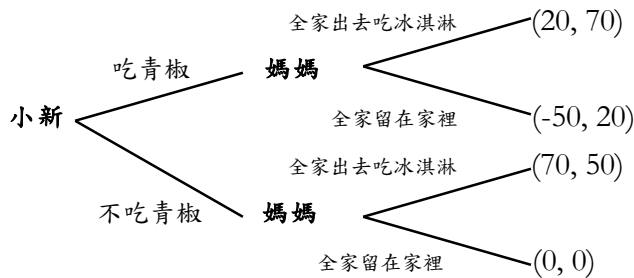 全家出去吃冰淇淋
(20, 70)
吃青椒
媽媽
小新
全家留在家裡
(-50, 20)
全家出去吃冰淇淋
(70, 50)
不吃青椒
媽媽
全家留在家裡
(0, 0)